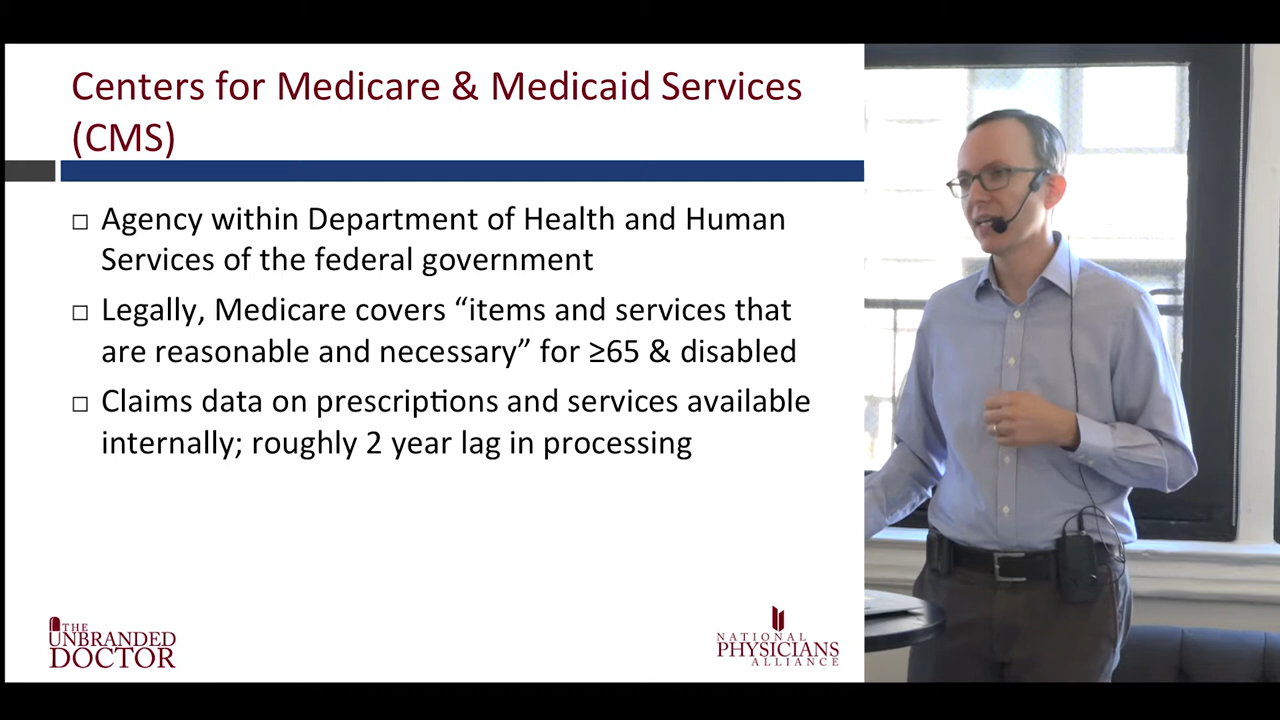 Centers for Medicare & Medicaid Services
(CMS)
□ Agency within Department of Health and Human
Services of the federal government
□ Legally, Medicare covers “items and services that
are reasonable and necessary” for ≥65 & disabled
□ Claims data on prescriptions and services available
internally; roughly 2 year lag in processing
THE
UNBRANDED
DOCTOR
NATIONAL
PHYSICIANS
ALLIANCE